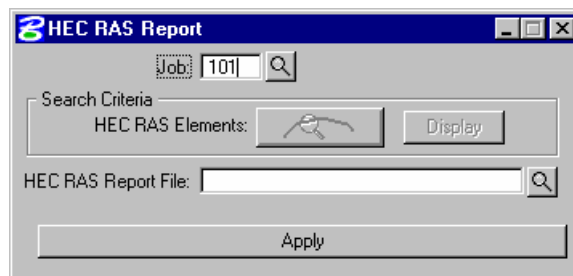 HEC RAS Report
Job: 101
Search Criteria
HEC RAS Elements: Display
HEC RAS Report File:
Apply